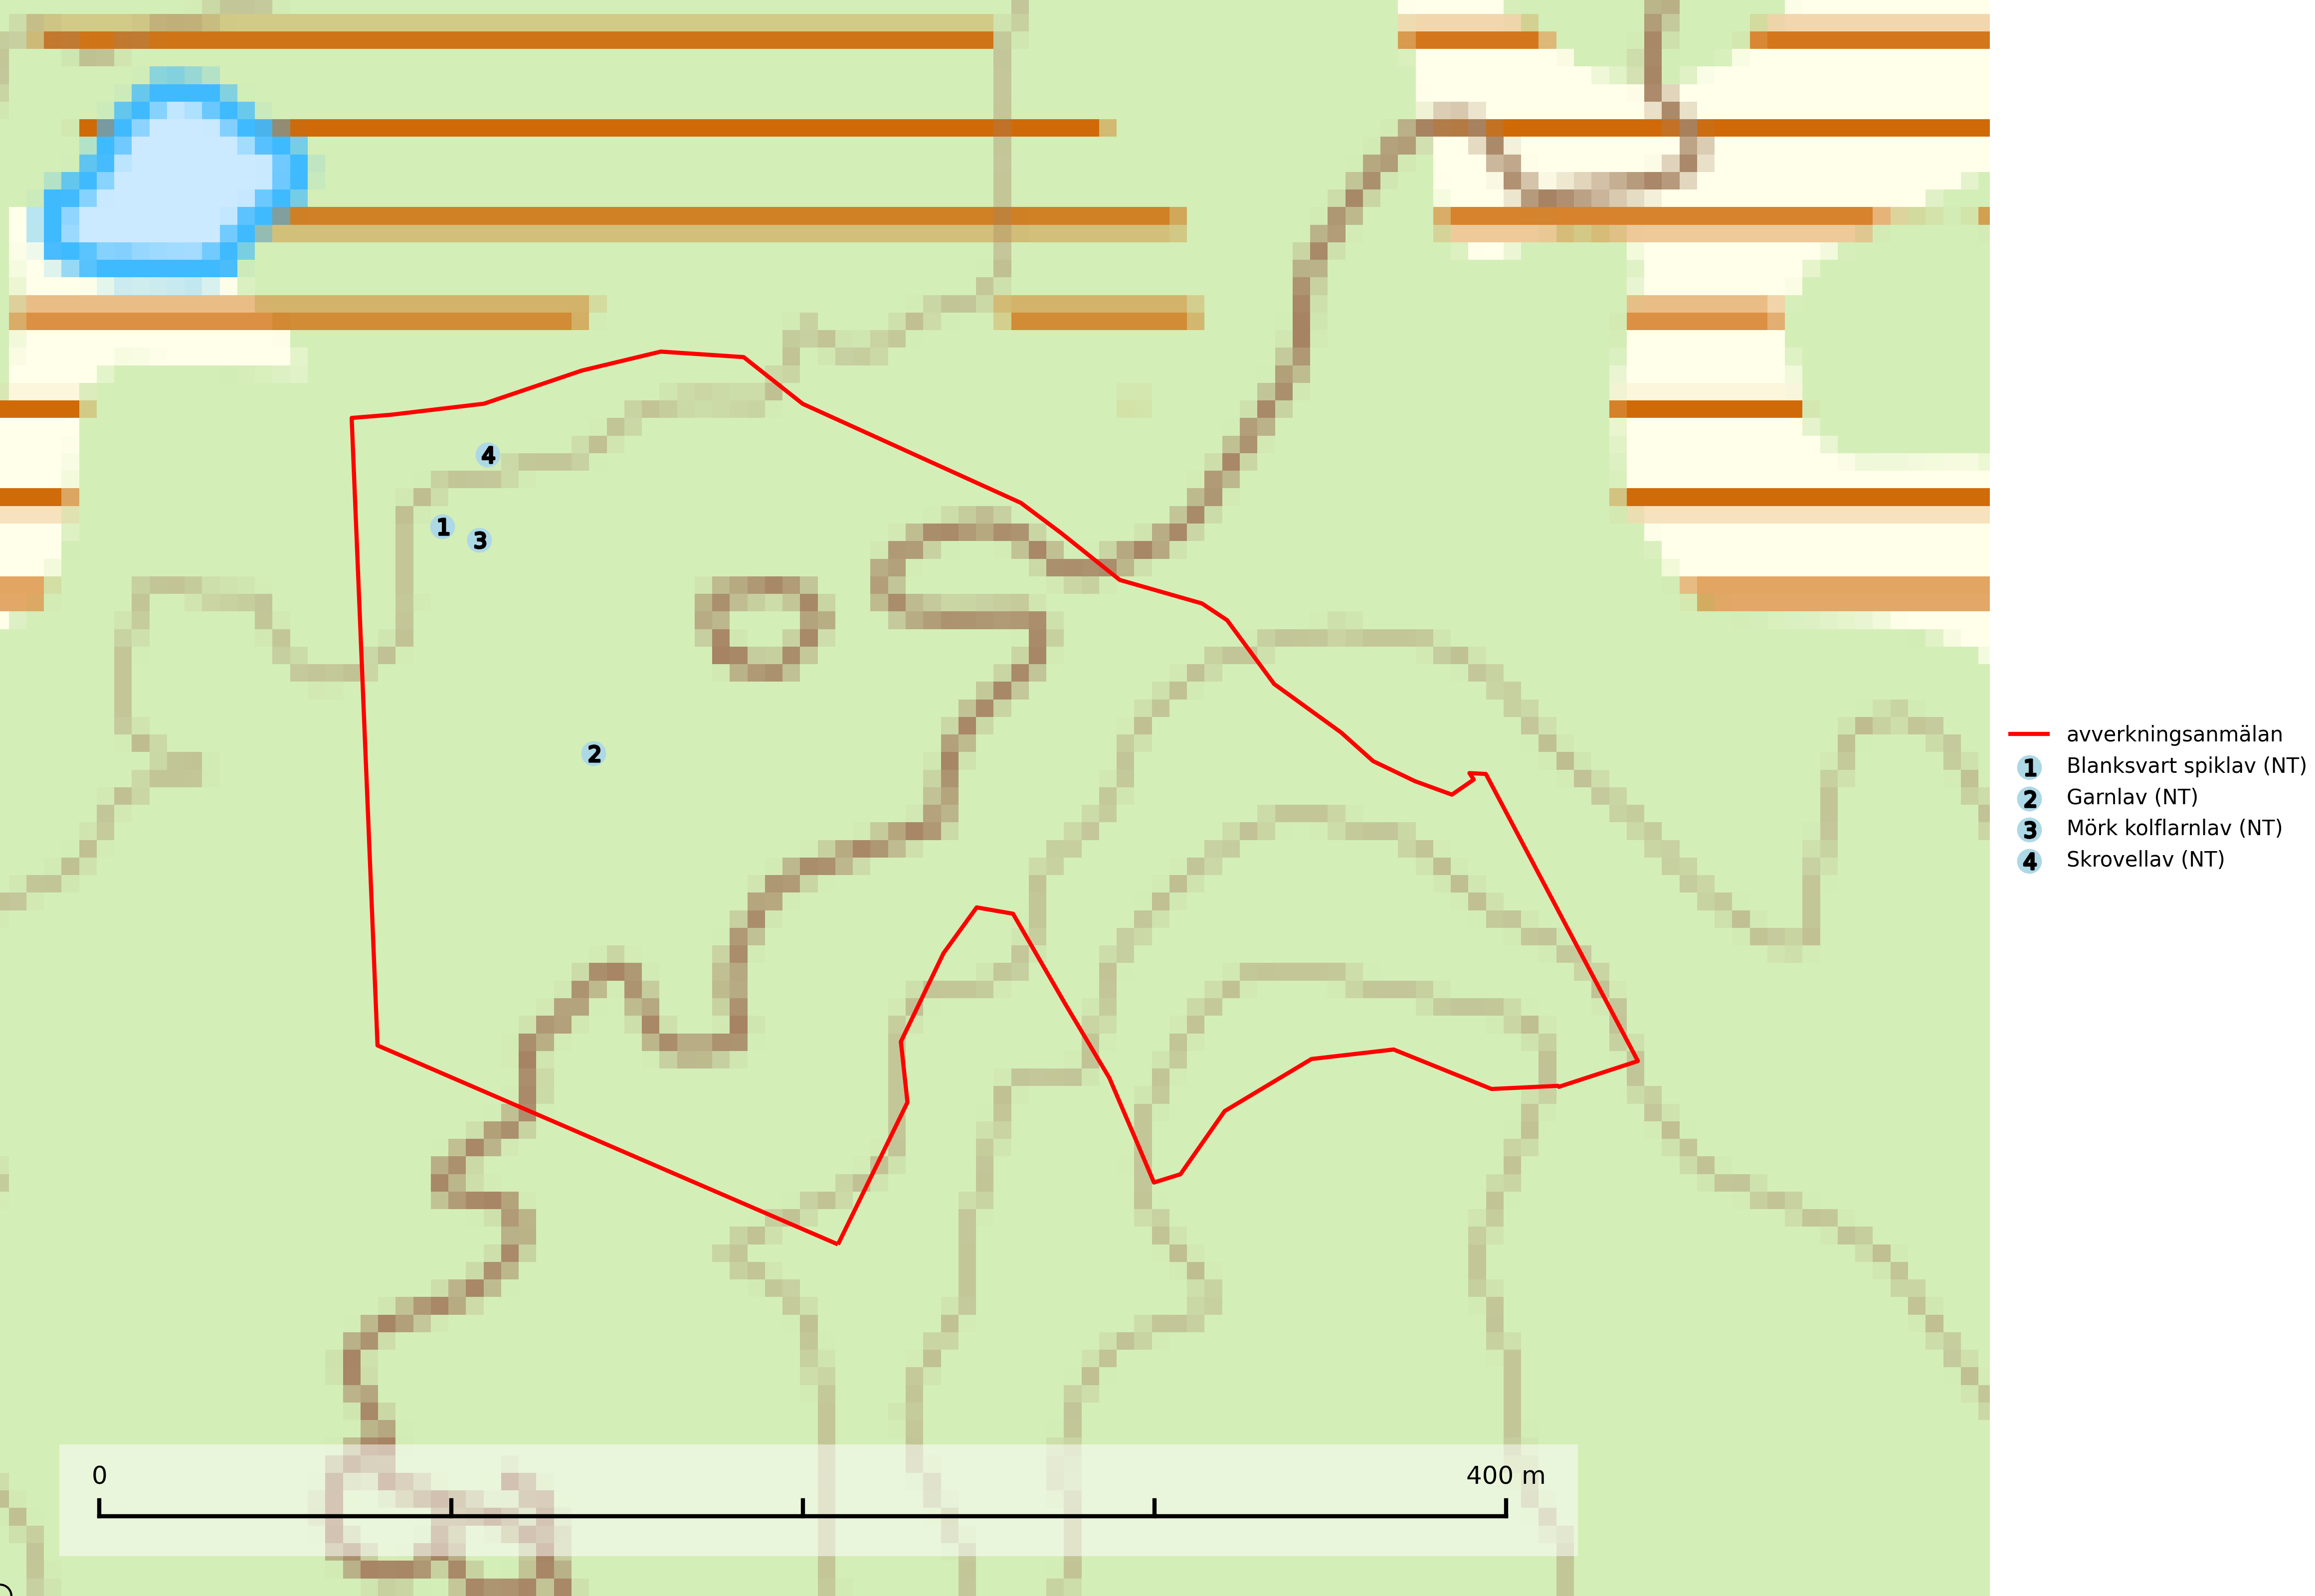 4
1
3
2
avverkningsanmälan
1 Blanksvart spiklav (NT)
2 Garnlav (NT)
3 Mörk kolflarnlav (NT)
4 Skrovellav (NT)
0 400 m